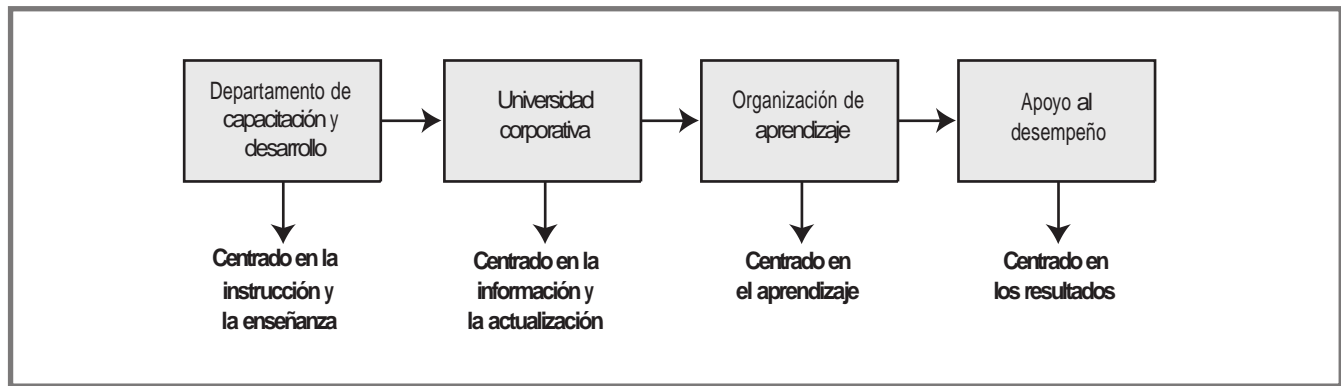 Departamento de
capacitación y
desarrollo
Universidad
corporativa
Organización de
aprendizaje
Apoyo al
desempeño
Centrado en la
instrucción y
la enseñanza
Centrado en la
información y
la actualización
Centrado en
el aprendizaje
Centrado en
los resultados